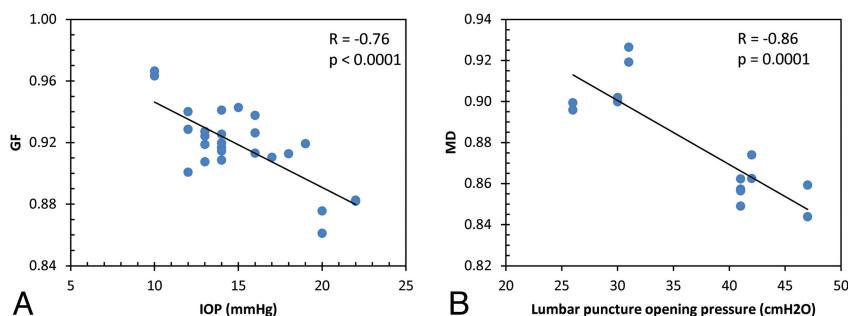 1.00
0.96
0.92
0.88
0.84
GF
R = -0.76
p < 0.0001
5
10
15
20
25
IOP (mmHg)
A
0.94
0.92
0.90
0.88
0.86
0.84
0.82
MD
R = -0.86
p = 0.0001
20
25
30
35
40
45
50
Lumbar puncture opening pressure (cmH2O)
B